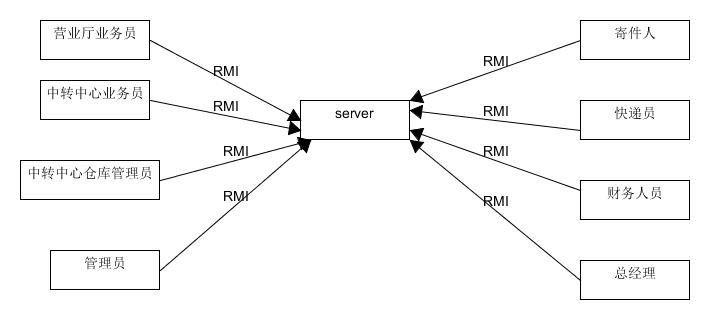 营业厅业务员
寄件人
RMI
RMI
中转中心业务员
RMI
server
RMI
快递员
RMI
RMI
中转中心仓库管理员
RMI
财务人员
RMI
管理员
总经理